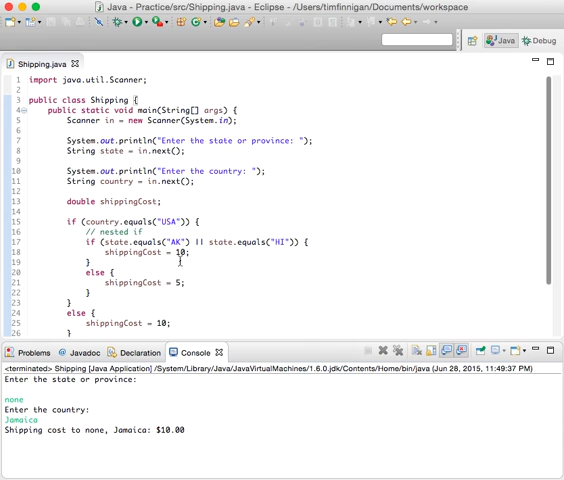 Java - Practice/src/Shipping.java - Eclipse - /Users/timfinnigan/Documents/workspace
Java Debug
Shipping.java
1 import java.util.Scanner;
2
3 public class Shipping {
4 public static void main(String[] args) {
5 Scanner in = new Scanner(System.in);
6
7 System.out.println("Enter the state or province: ");
8 String state = in.next();
9
10 System.out.println("Enter the country: ");
11 String country = in.next();
12
13 double shippingCost;
14
15 if (country.equals("USA")) {
16 // nested if
17 if (state.equals("AK") || state.equals("HI")) {
18 shippingCost = 10;
19 }
20 else {
21 shippingCost = 5;
22 }
23 }
24 else {
25 shippingCost = 10;
26 }
Problems @ Javadoc Declaration Console
<terminated> Shipping [Java Application] /System/Library/Java/JavaVirtualMachines/1.6.0.jdk/Contents/Home/bin/java (Jun 28, 2015, 11:49:37 PM)
Enter the state or province:
none
Enter the country:
Jamaica
Shipping cost to none, Jamaica: $10.00